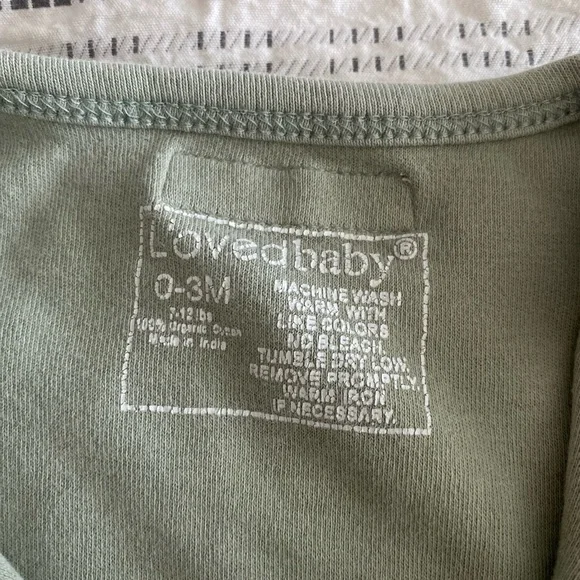 L'ovedbaby®
0-3M
7-12 lbs
100% Organic Cotton
Made in India
MACHINE WASH
WARM WITH
LIKE COLORS
NO BLEACH.
TUMBLE DRY LOW.
REMOVE PROMPTLY.
WARM IRON
IF NECESSARY.